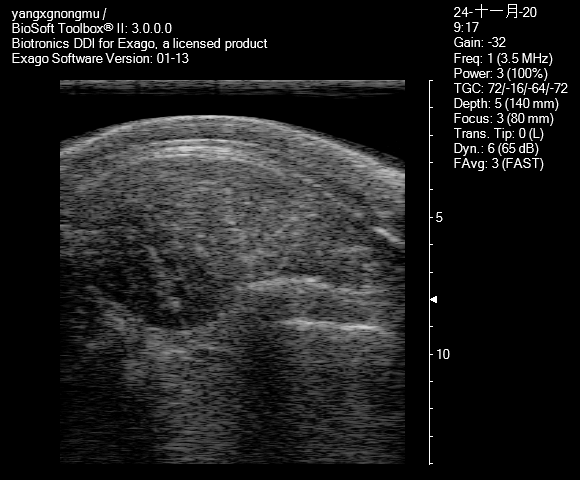 yangxgnongmu /
BioSoft Toolbox® II: 3.0.0.0
Biotronics DDI for Exago, a licensed product
Exago Software Version: 01-13
24-十一月-20
9:17
Gain: -32
Freq: 1 (3.5 MHz)
Power: 3 (100%)
TGC: 72/-16/-64/-72
Depth: 5 (140 mm)
Focus: 3 (80 mm)
Trans. Tip: 0 (L)
Dyn.: 6 (65 dB)
FAvg: 3 (FAST)
5
10